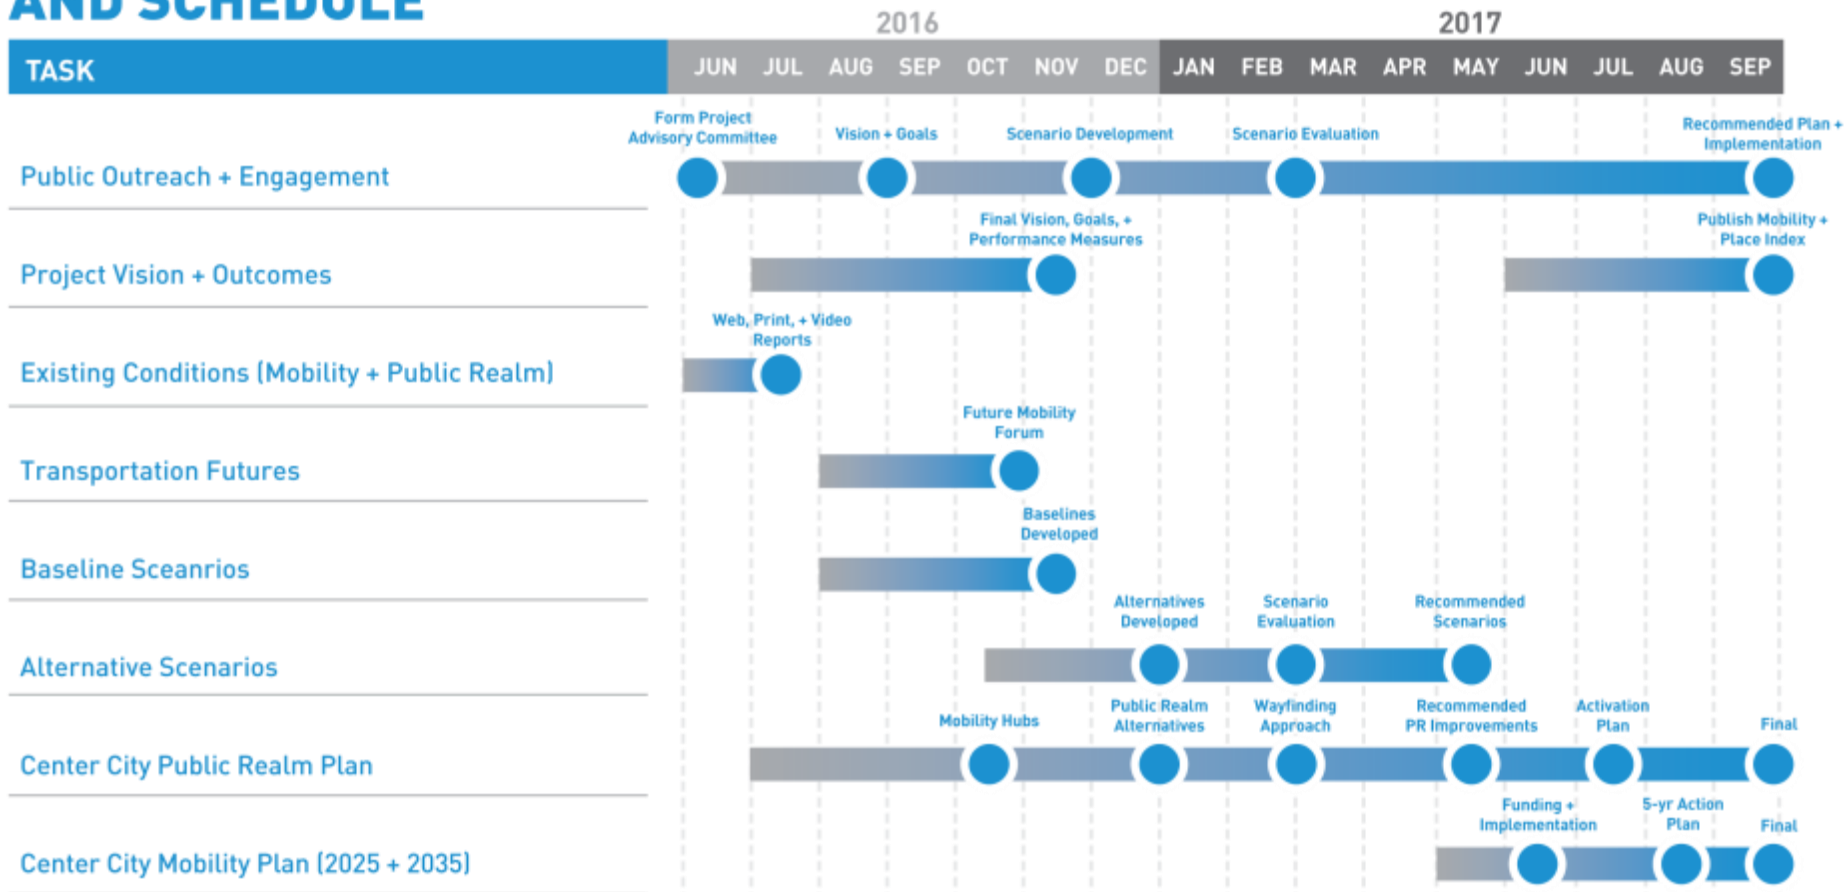 AND SCHEDULE
2016
2017
TASK
JUN JUL AUG SEP OCT NOV DEC JAN FEB MAR APR MAY JUN JUL AUG SEP
Form Project
Advisory Committee
Vision + Goals
Scenario Development
Scenario Evaluation
Recommended Plan +
Implementation
Public Outreach + Engagement
Final Vision, Goals, +
Performance Measures
Publish Mobility +
Place Index
Project Vision + Outcomes
Web, Print, + Video
Reports
Existing Conditions (Mobility + Public Realm)
Future Mobility
Forum
Transportation Futures
Baselines
Developed
Baseline Sceanrios
Alternatives
Developed
Scenario
Evaluation
Recommended
Scenarios
Alternative Scenarios
Mobility Hubs
Public Realm
Alternatives
Wayfinding
Approach
Recommended
PR Improvements
Activation
Plan
Final
Center City Public Realm Plan
Funding +
Implementation
5-yr Action
Plan
Final
Center City Mobility Plan (2025 + 2035)